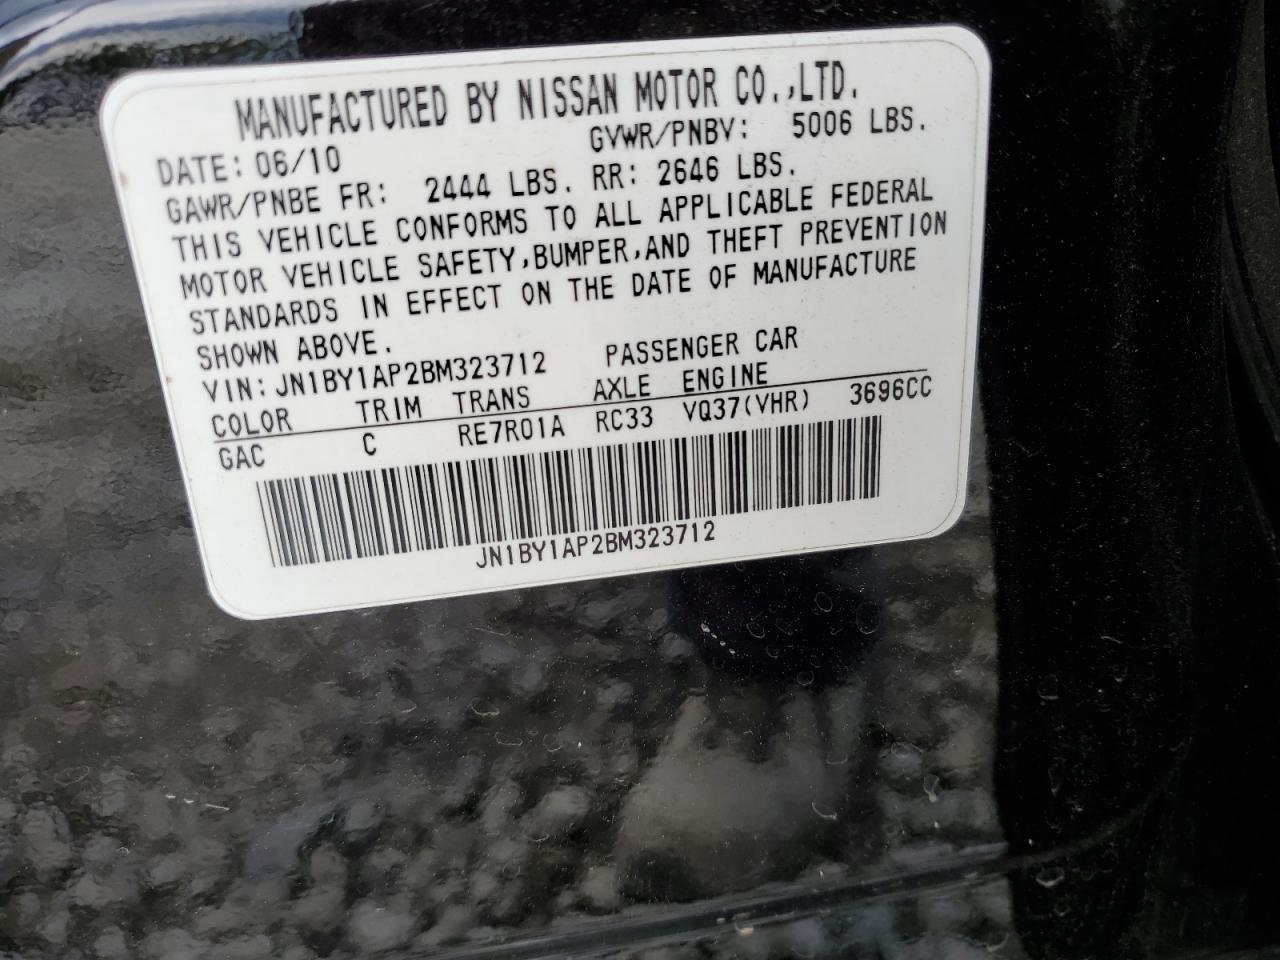 MANUFACTURED BY NISSAN MOTOR CO.,LTD.
DATE: 06/10 GVWR/PNBV: 5006 LBS.
GAWR/PNBE FR: 2444 LBS. RR: 2646 LBS.
THIS VEHICLE CONFORMS TO ALL APPLICABLE FEDERAL
MOTOR VEHICLE SAFETY,BUMPER,AND THEFT PREVENTION
STANDARDS IN EFFECT ON THE DATE OF MANUFACTURE
SHOWN ABOVE.
VIN: JN1BY1AP2BM323712 PASSENGER CAR
COLOR TRIM TRANS AXLE ENGINE
GAC C RE7R01A RC33 VQ37(VHR) 3696CC
JN1BY1AP2BM323712